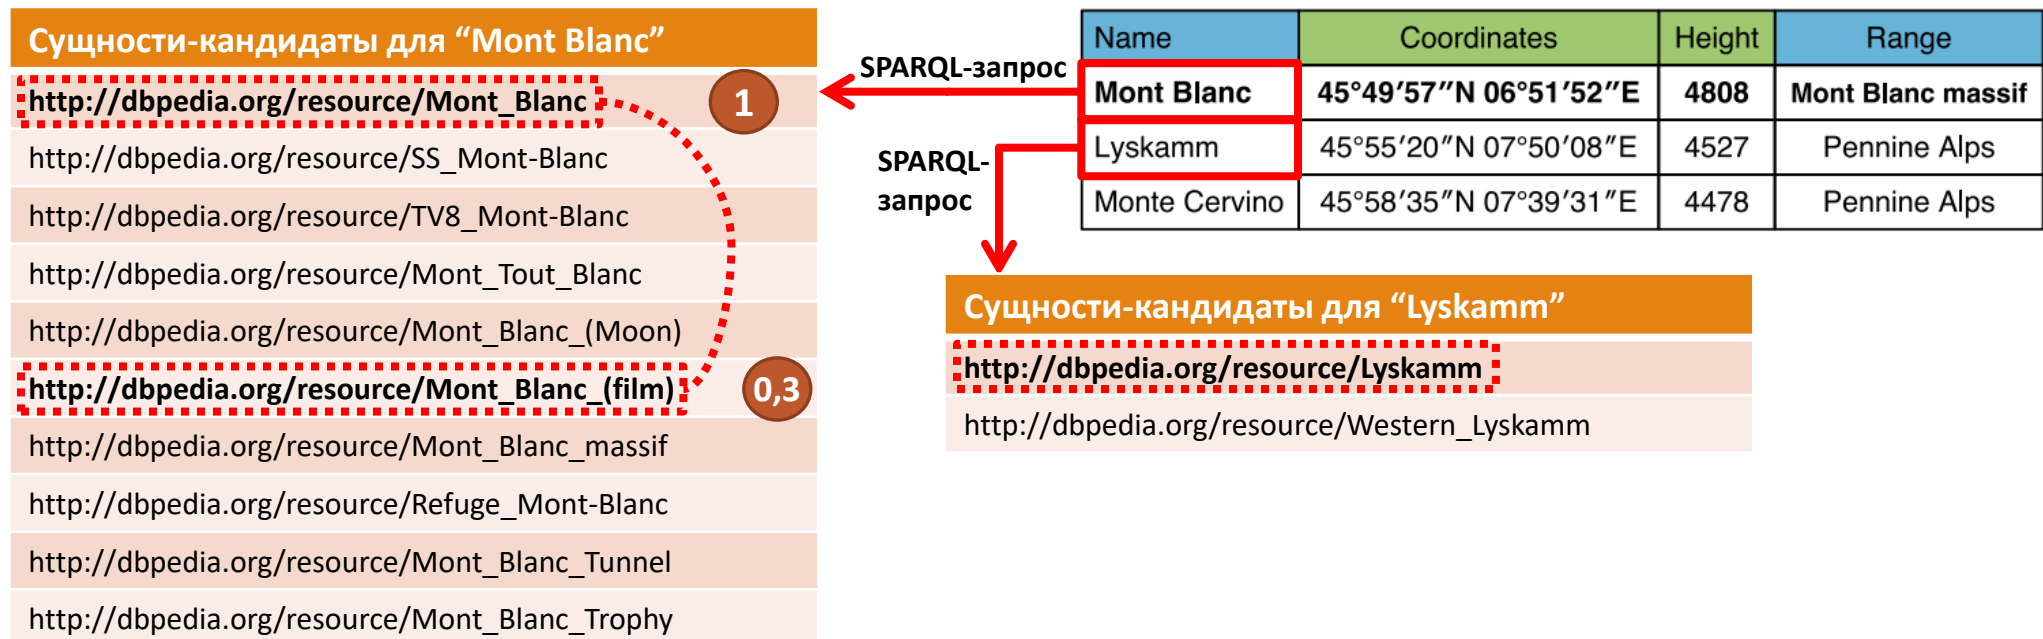 Сущности-кандидаты для “Mont Blanc”
http://dbpedia.org/resource/Mont_Blanc
1
http://dbpedia.org/resource/SS_Mont-Blanc
http://dbpedia.org/resource/TV8_Mont-Blanc
http://dbpedia.org/resource/Mont_Tout_Blanc
http://dbpedia.org/resource/Mont_Blanc_(Moon)
http://dbpedia.org/resource/Mont_Blanc_(film)
0,3
http://dbpedia.org/resource/Mont_Blanc_massif
http://dbpedia.org/resource/Refuge_Mont-Blanc
http://dbpedia.org/resource/Mont_Blanc_Tunnel
http://dbpedia.org/resource/Mont_Blanc_Trophy
SPARQL-запрос
SPARQL-
запрос
Name Coordinates Height Range
Mont Blanc 45°49′57″N 06°51′52″E 4808 Mont Blanc massif
Lyskamm 45°55′20″N 07°50′08″E 4527 Pennine Alps
Monte Cervino 45°58′35″N 07°39′31″E 4478 Pennine Alps
Сущности-кандидаты для “Lyskamm”
http://dbpedia.org/resource/Lyskamm
http://dbpedia.org/resource/Western_Lyskamm